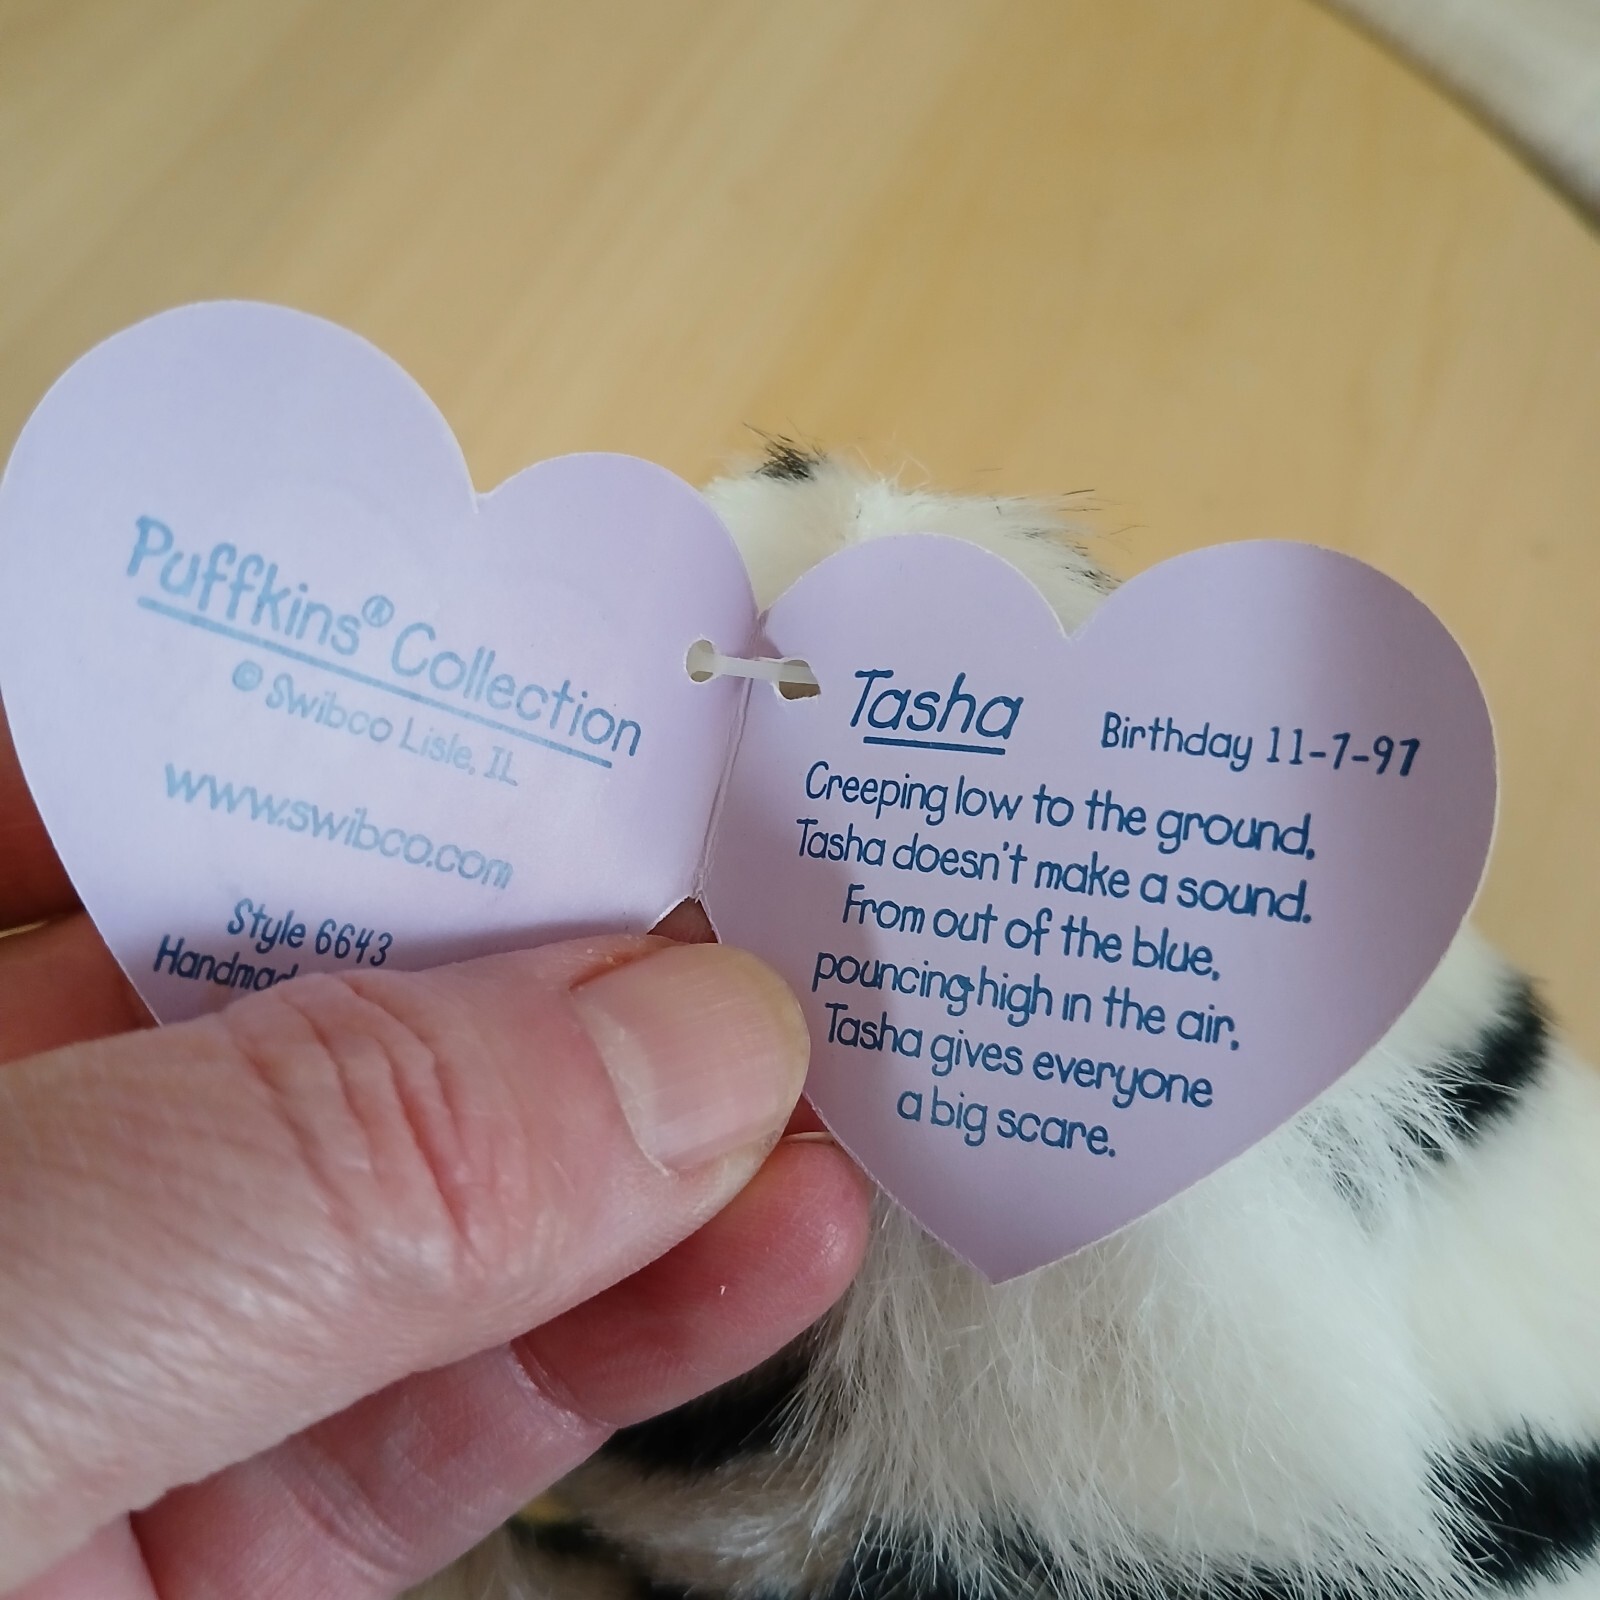 Puffkins® Collection
© Swibco Lisle, IL
www.swibco.com
Style 6643
Tasha
Birthday 11-7-97
Creeping low to the ground,
Tasha doesn't make a sound.
From out of the blue,
pouncing high in the air,
Tasha gives everyone
a big scare.